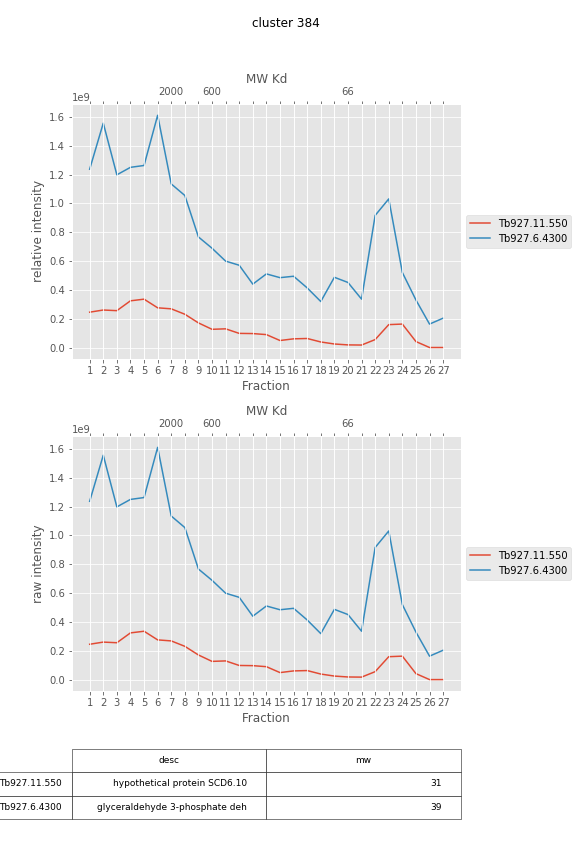 cluster 384
MW Kd
2000 600 66
1e9
1.6
1.4
1.2
1.0
0.8
0.6
0.4
0.2
0.0
relative intensity
1 2 3 4 5 6 7 8 9 10 11 12 13 14 15 16 17 18 19 20 21 22 23 24 25 26 27
Fraction
Tb927.11.550
Tb927.6.4300
MW Kd
2000 600 66
1e9
1.6
1.4
1.2
1.0
0.8
0.6
0.4
0.2
0.0
raw intensity
1 2 3 4 5 6 7 8 9 10 11 12 13 14 15 16 17 18 19 20 21 22 23 24 25 26 27
Fraction
Tb927.11.550
Tb927.6.4300
desc mw
Tb927.11.550 hypothetical protein SCD6.10 31
Tb927.6.4300 glyceraldehyde 3-phosphate deh 39